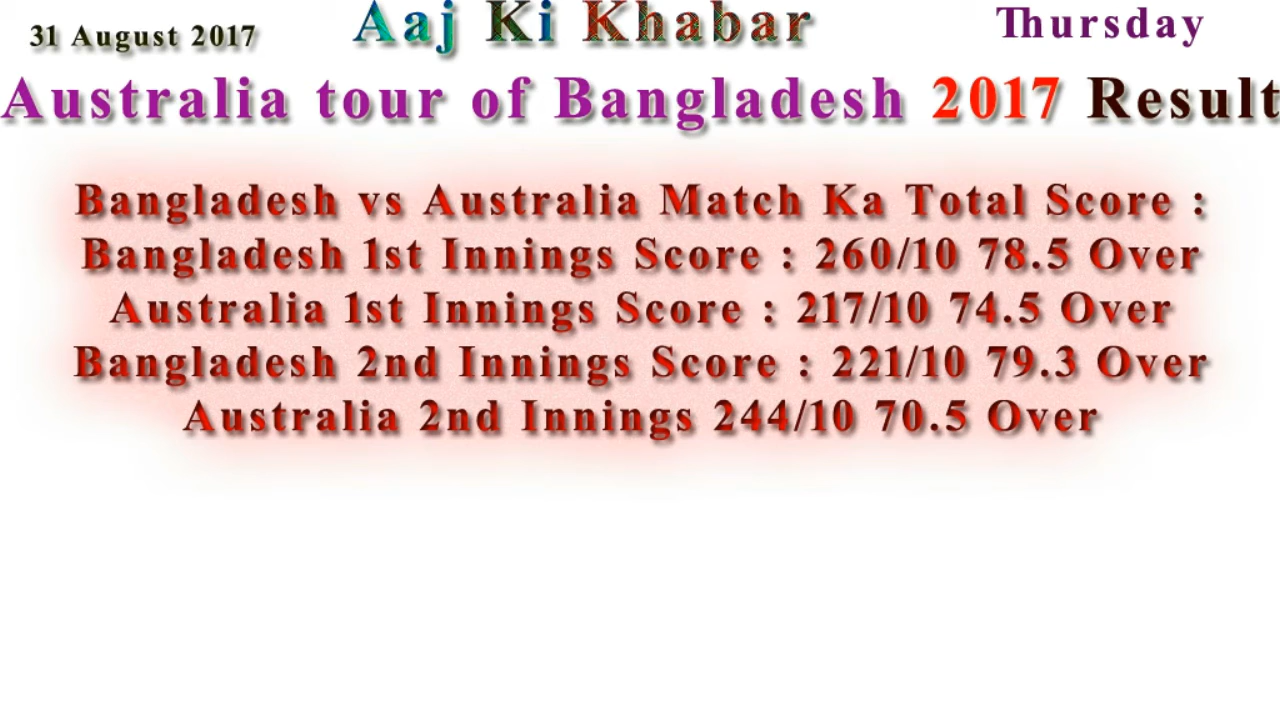 31 August 2017 Aaj Ki Khabar Thursday
Australia tour of Bangladesh 2017 Result
Bangladesh vs Australia Match Ka Total Score :
Bangladesh 1st Innings Score : 260/10 78.5 Over
Australia 1st Innings Score : 217/10 74.5 Over
Bangladesh 2nd Innings Score : 221/10 79.3 Over
Australia 2nd Innings 244/10 70.5 Over